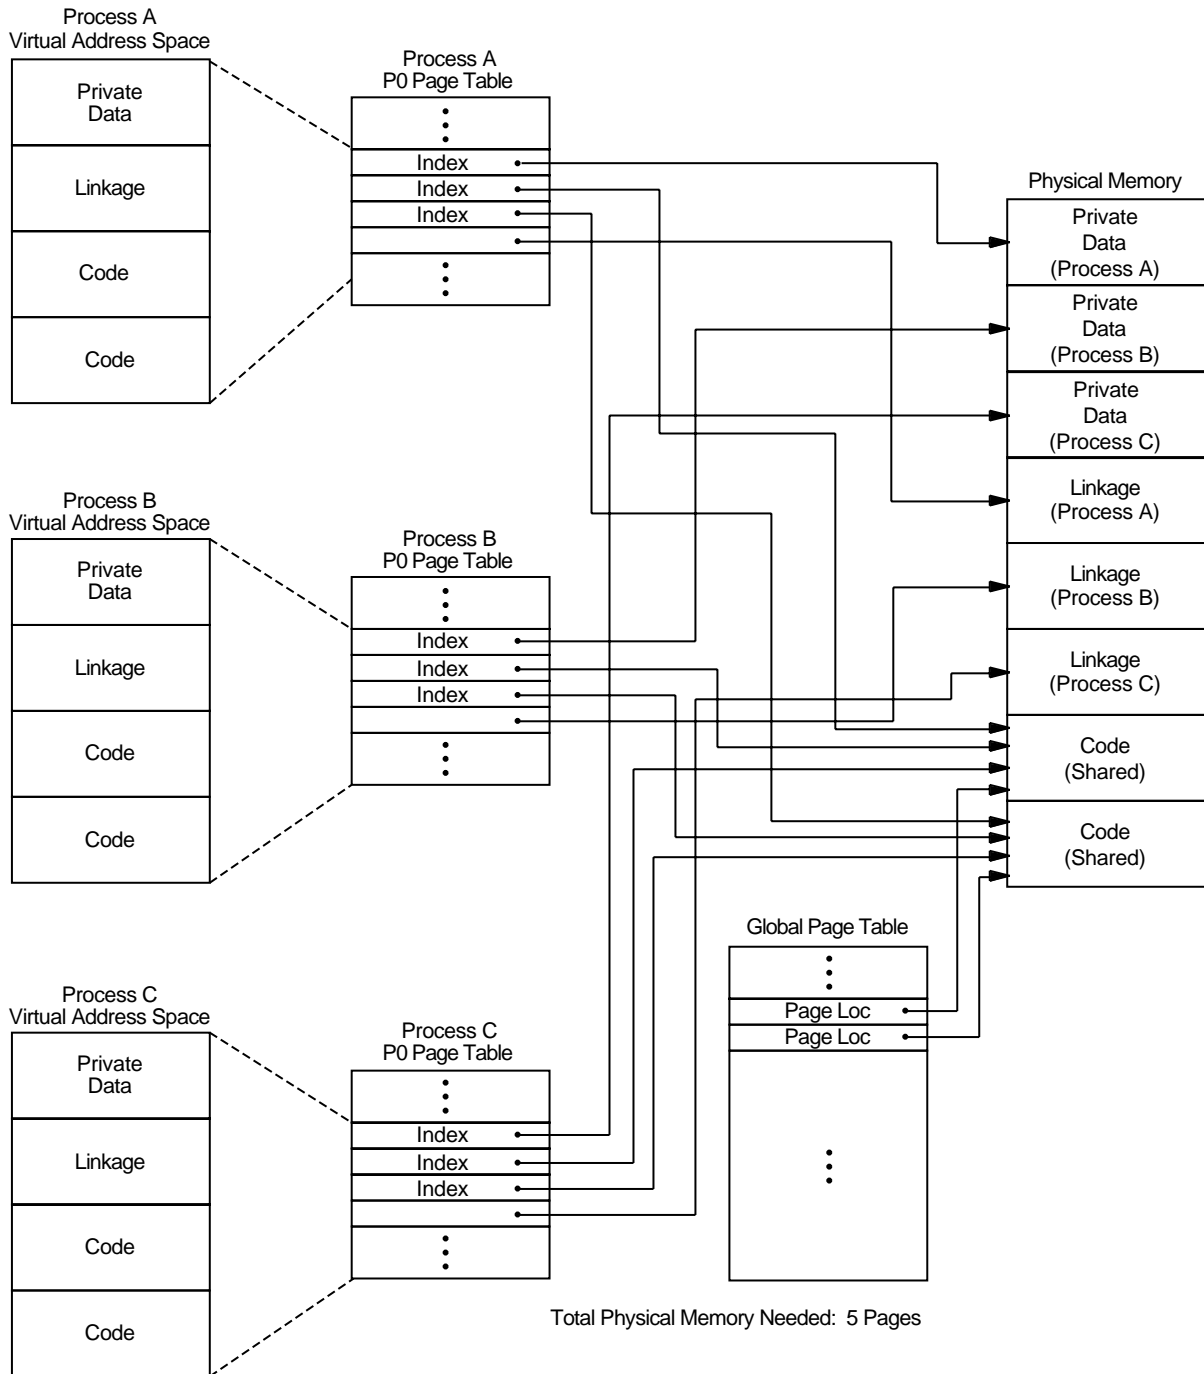 Process A
Virtual Address Space
Private
Data
Linkage
Code
Code
Process A
P0 Page Table
Index
Index
Index
Process B
Virtual Address Space
Private
Data
Linkage
Code
Code
Process B
P0 Page Table
Index
Index
Index
Process C
Virtual Address Space
Private
Data
Linkage
Code
Code
Process C
P0 Page Table
Index
Index
Index
Physical Memory
Private
Data
(Process A)
Private
Data
(Process B)
Private
Data
(Process C)
Linkage
(Process A)
Linkage
(Process B)
Linkage
(Process C)
Code
(Shared)
Code
(Shared)
Global Page Table
Page Loc
Page Loc
Total Physical Memory Needed: 5 Pages